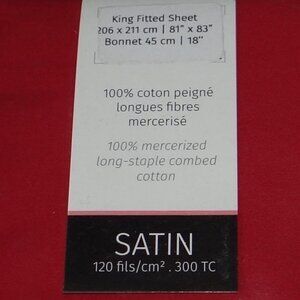 King Fitted Sheet
206 x 211 cm | 81" x 83"
Bonnet 45 cm | 18"
100% coton peigné
longues fibres
mercerisé
100% mercerized
long-staple combed
cotton
SATIN
120 fils/cm² . 300 TC